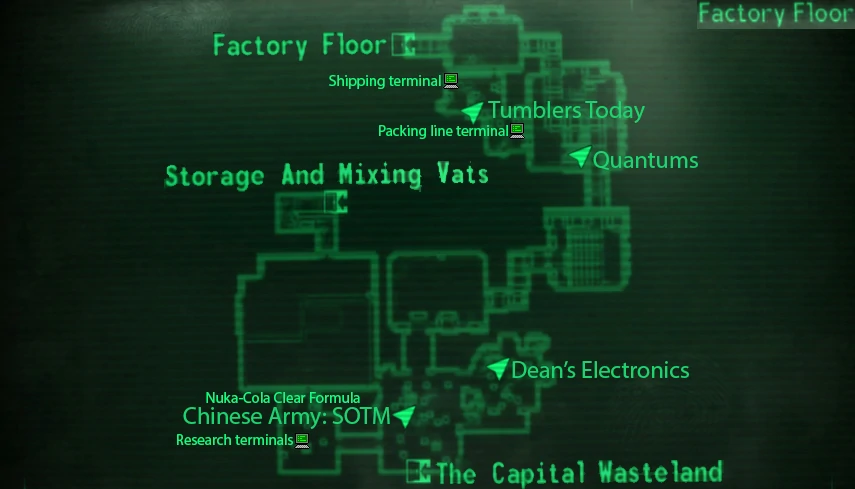 Factory Floor
Factory Floor
Shipping terminal
Tumblers Today
Packing line terminal
Quantums
Storage And Mixing Vats
Dean's Electronics
Nuka-Cola Clear Formula
Chinese Army: SOTM
Research terminals
The Capital Wasteland